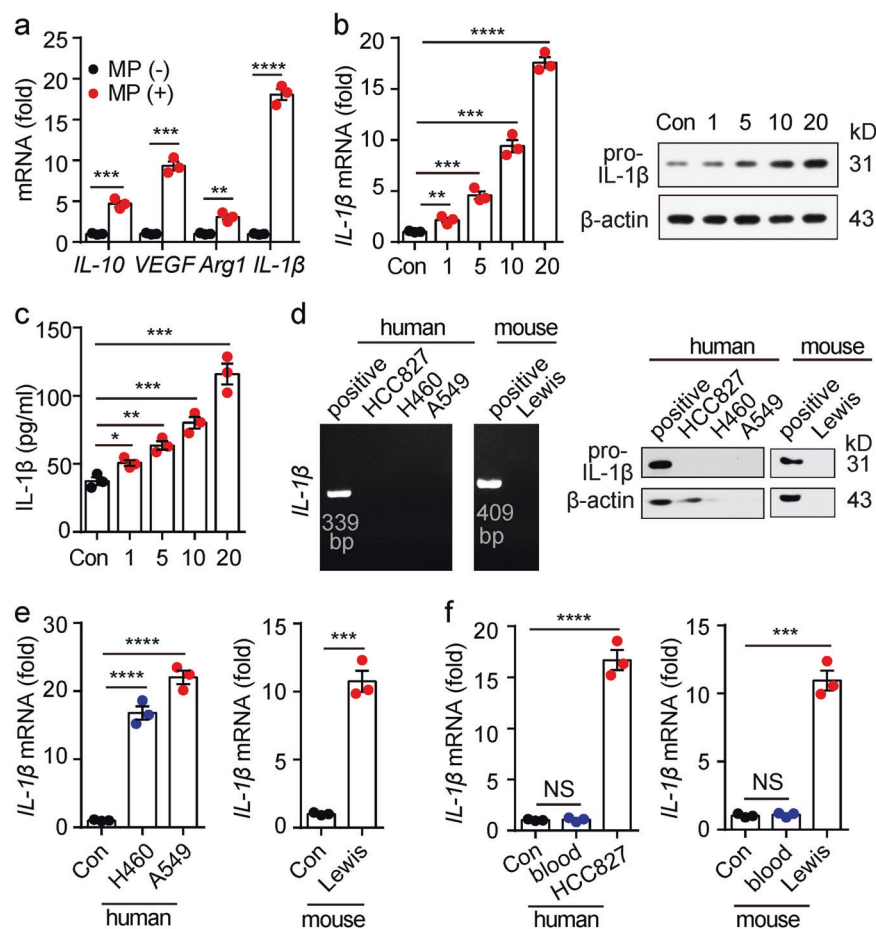 a
mRNA (fold)
25
20
15
10
5
0
MP (-)
MP (+)
***
***
**
****
IL-10 VEGF Arg1 IL-1β
b
IL-1β mRNA (fold)
20
15
10
5
0
****
***
***
**
Con 1 5 10 20
Con 1 5 10 20 kD
pro-IL-1β 31
β-actin 43
c
IL-1β (pg/ml)
150
100
50
0
***
***
**
*
Con 1 5 10 20
d
human mouse
positive HCC827 H460 A549 positive Lewis
IL-1β
339 bp
409 bp
human mouse
positive HCC827 H460 A549 positive Lewis kD
pro-IL-1β 31
β-actin 43
e
IL-1β mRNA (fold)
30
20
10
0
****
****
Con H460 A549
human
IL-1β mRNA (fold)
15
10
5
0
***
Con Lewis
mouse
f
IL-1β mRNA (fold)
20
15
10
5
0
****
NS
Con blood HCC827
human
IL-1β mRNA (fold)
15
10
5
0
***
NS
Con blood Lewis
mouse